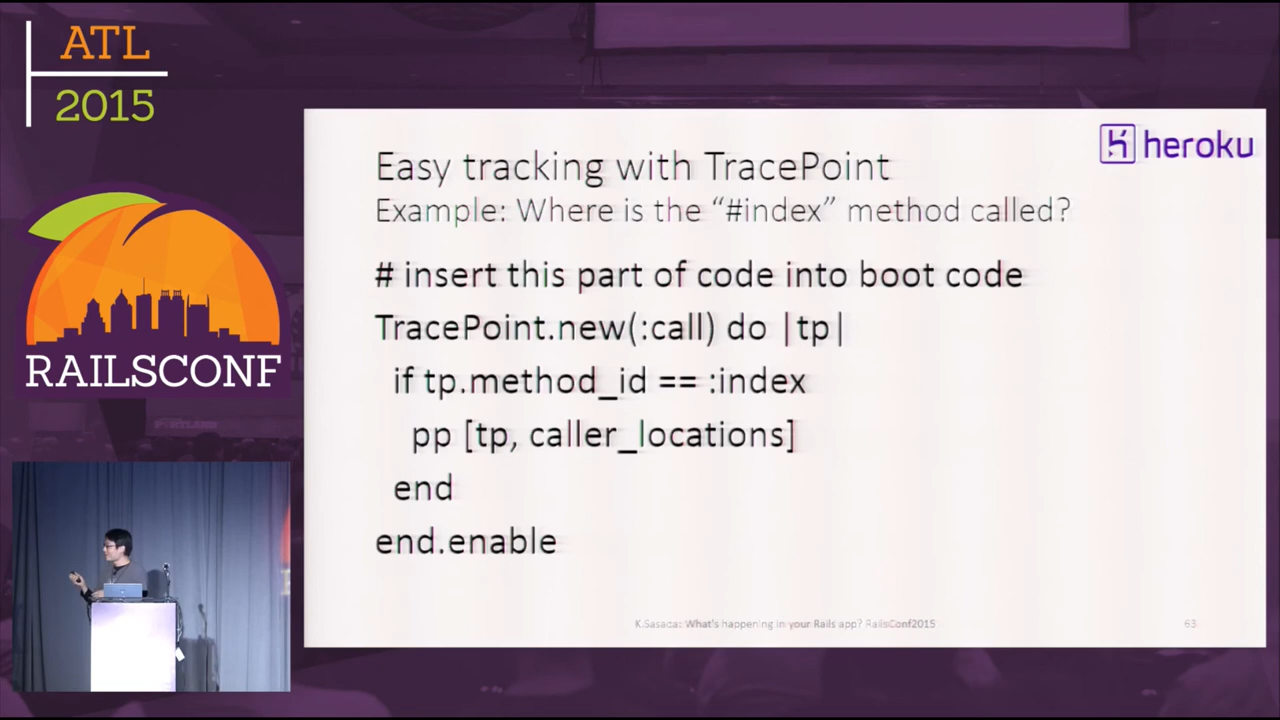 ATL
2015
RAILSCONF
heroku
Easy tracking with TracePoint
Example: Where is the “#index” method called?
# insert this part of code into boot code
TracePoint.new(:call) do |tp|
if tp.method_id == :index
pp [tp, caller_locations]
end
end.enable
K.Sasada: What's happening in your Rails app? RailsConf2015
63